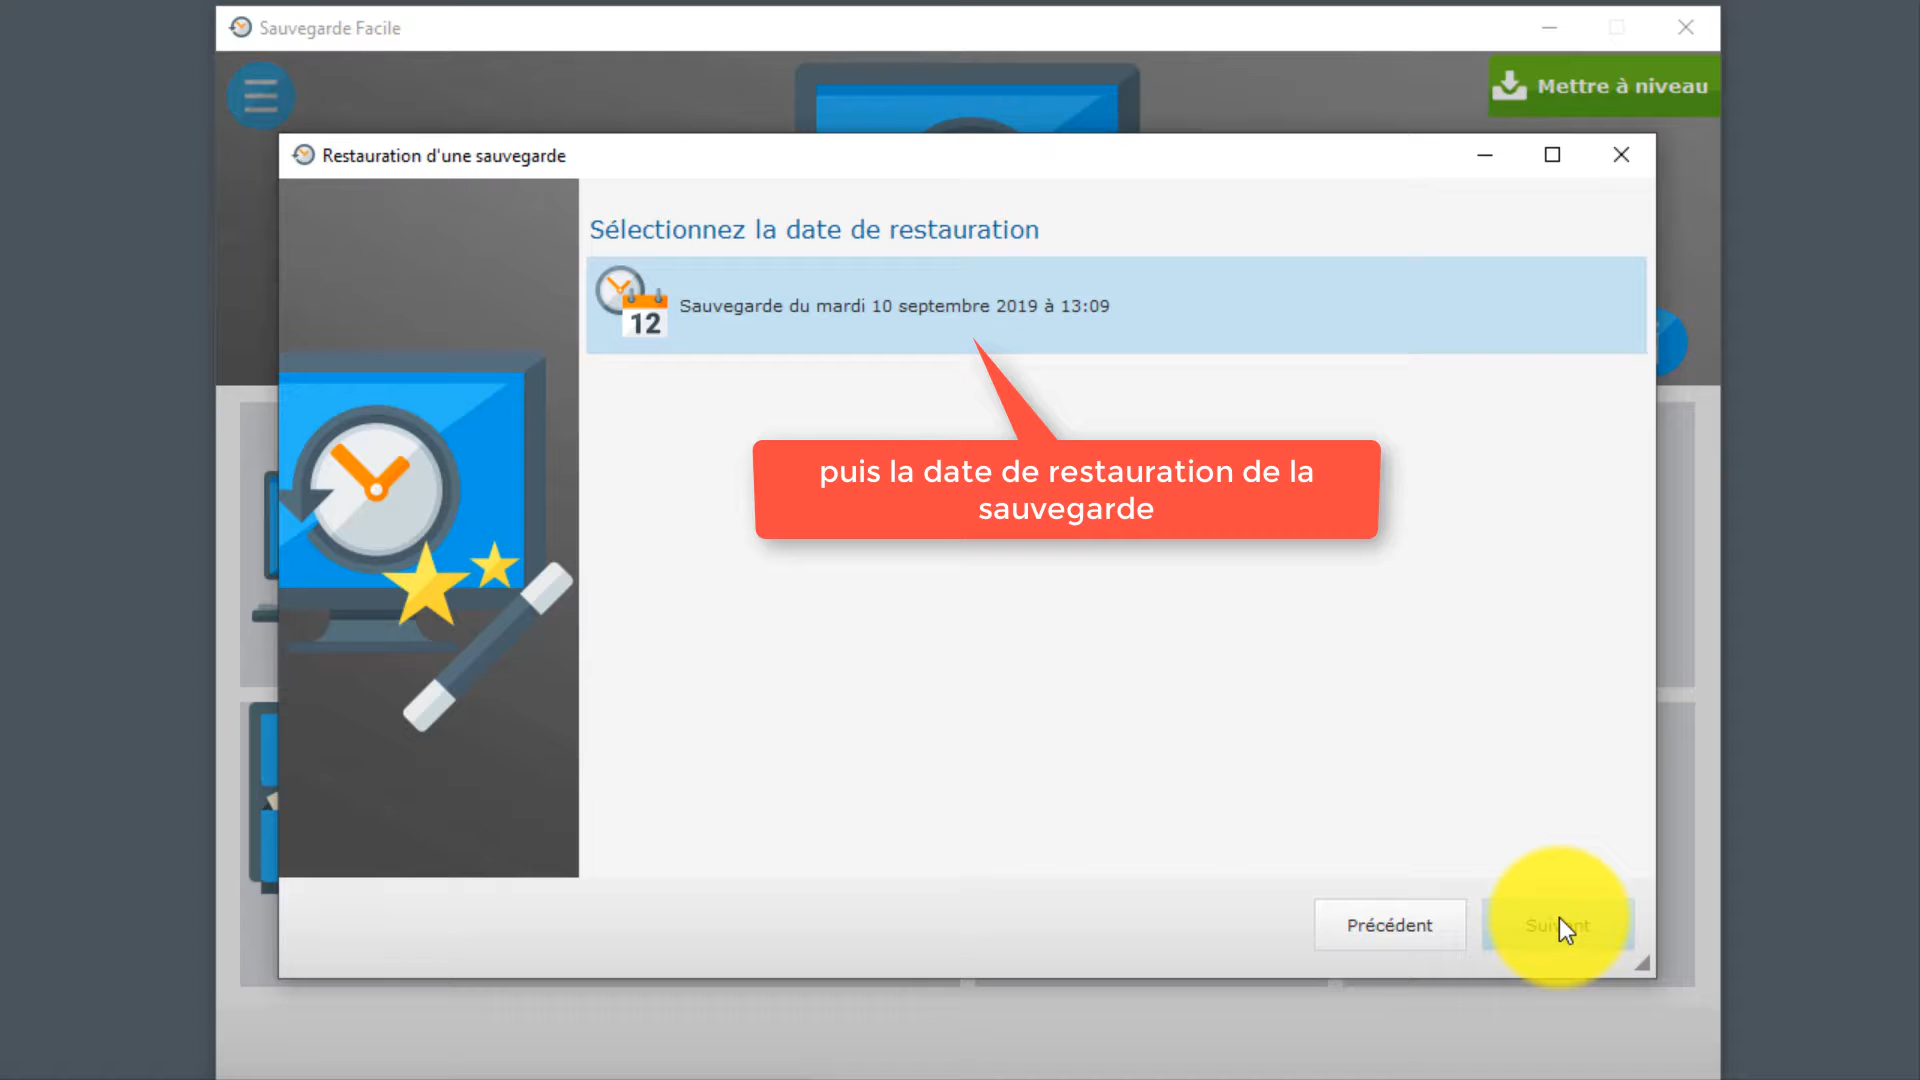 Sauvegarde Facile
Mettre à niveau
Restauration d'une sauvegarde
Sélectionnez la date de restauration
12
Sauvegarde du mardi 10 septembre 2019 à 13:09
puis la date de restauration de la
sauvegarde
Précédent
Suivant